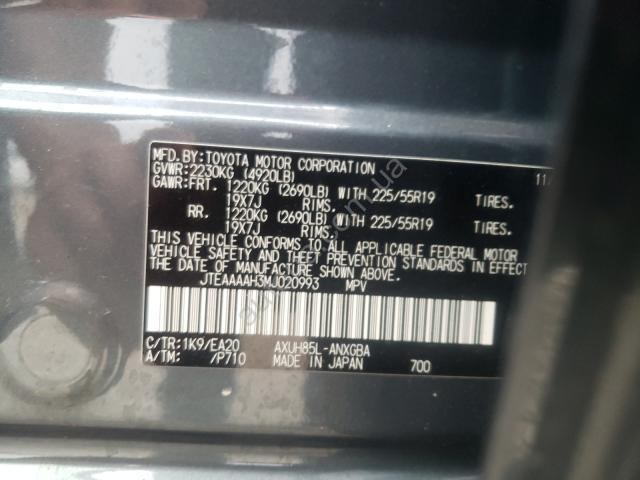 MFD.BY:TOYOTA MOTOR CORPORATION
GVWR:2230KG (4920LB) 11/
GAWR:FRT. 1220KG (2690LB) WITH 225/55R19 TIRES.
19X7J RIMS.
RR. 1220KG (2690LB) WITH 225/55R19 TIRES.
19X7J RIMS.
THIS VEHICLE CONFORMS TO ALL APPLICABLE FEDERAL MOTOR
VEHICLE SAFETY AND THEFT PREVENTION STANDARDS IN EFFECT
THE DATE OF MANUFACTURE SHOWN ABOVE.
JTEAAAAH3MJ020993 MPV
C/TR:1K9/EA20 AXUH85L-ANXGBA
A/TM: /P710 MADE IN JAPAN 700